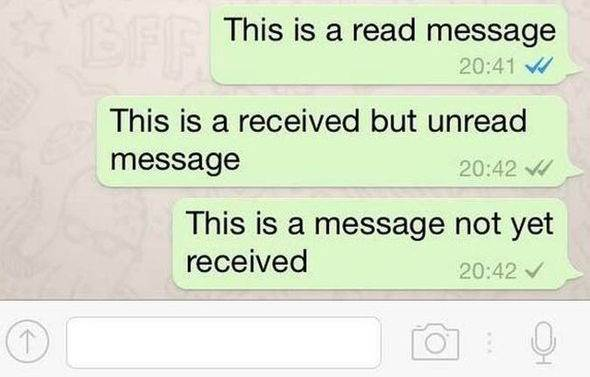 BFF
This is a read message
20:41
This is a received but unread
message
20:42
This is a message not yet
received
20:42